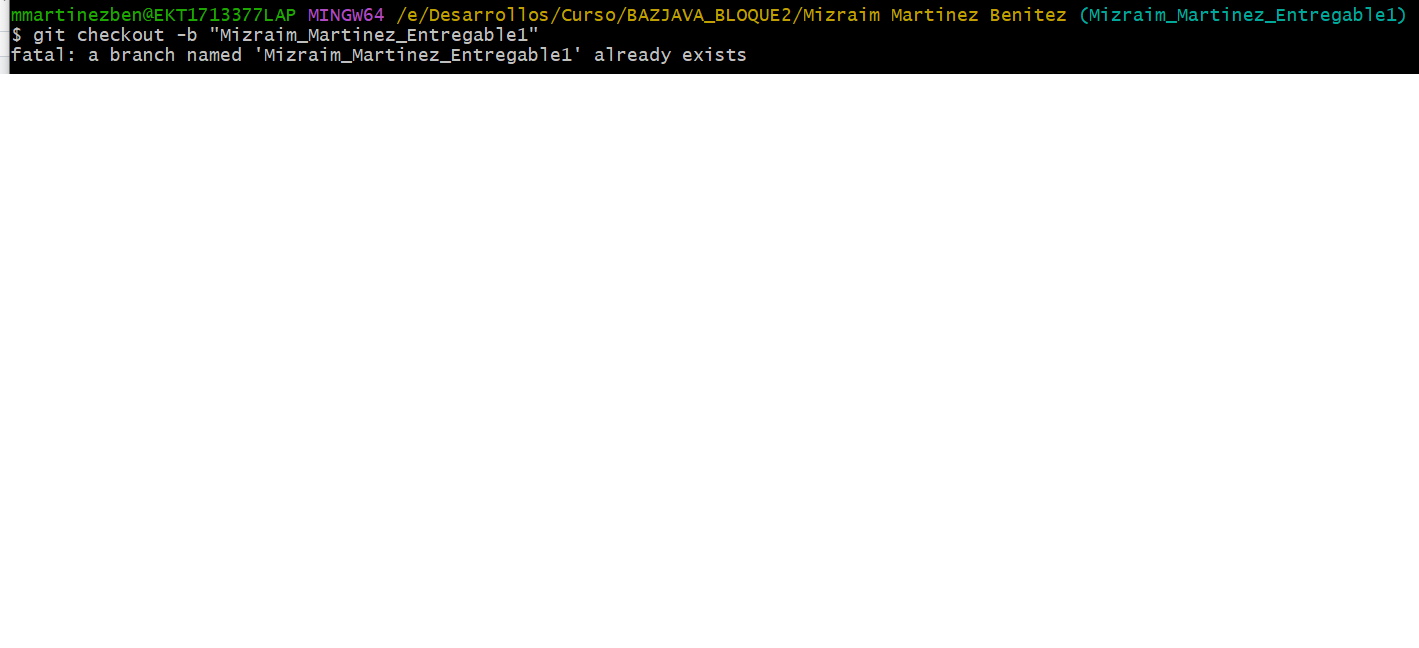 mmartinezben@EKT1713377LAP MINGW64 /e/Desarrollos/Curso/BAZJAVA_BLOQUE2/Mizraim Martinez Benitez (Mizraim_Martinez_Entregable1)
$ git checkout -b "Mizraim_Martinez_Entregable1"
fatal: a branch named 'Mizraim_Martinez_Entregable1' already exists